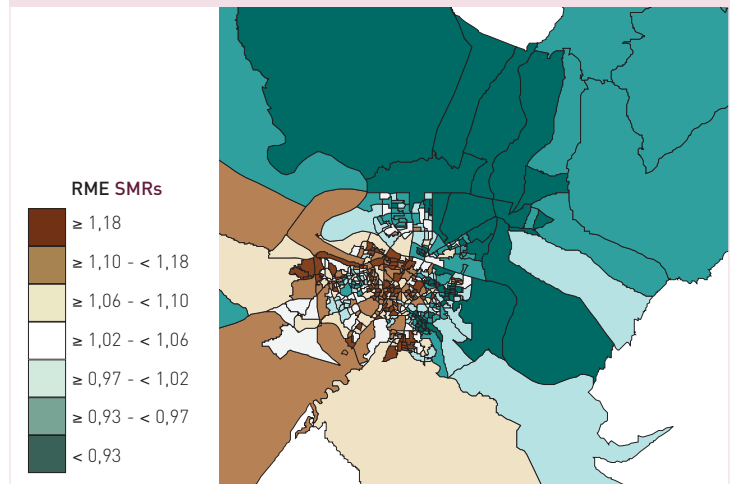 RME SMRs
≥ 1,18
≥ 1,10 - < 1,18
≥ 1,06 - < 1,10
≥ 1,02 - < 1,06
≥ 0,97 - < 1,02
≥ 0,93 - < 0,97
< 0,93